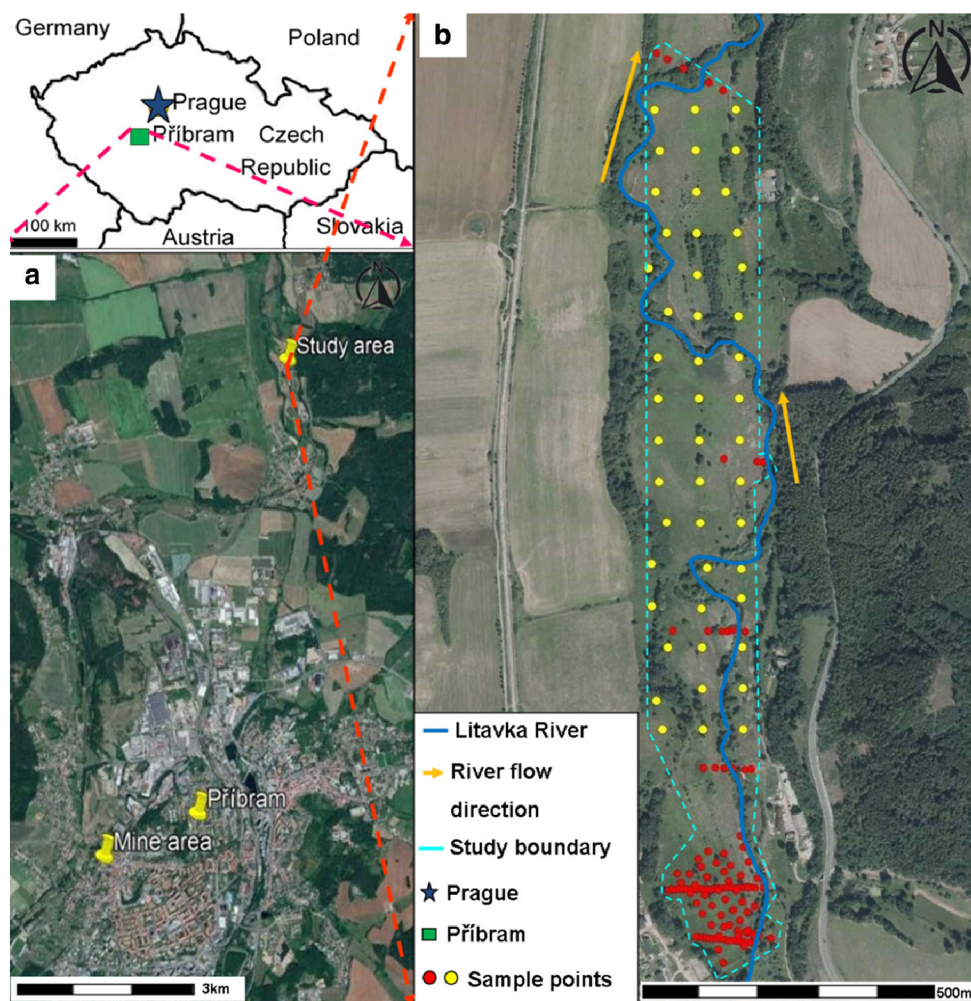 Germany
Poland
Prague
Příbram
Czech
Republic
100 km
Austria
Slovakia
a
N
Study area
Příbram
Mine area
3km
b
N
Litavka River
River flow
direction
Study boundary
Prague
Příbram
Sample points
500m